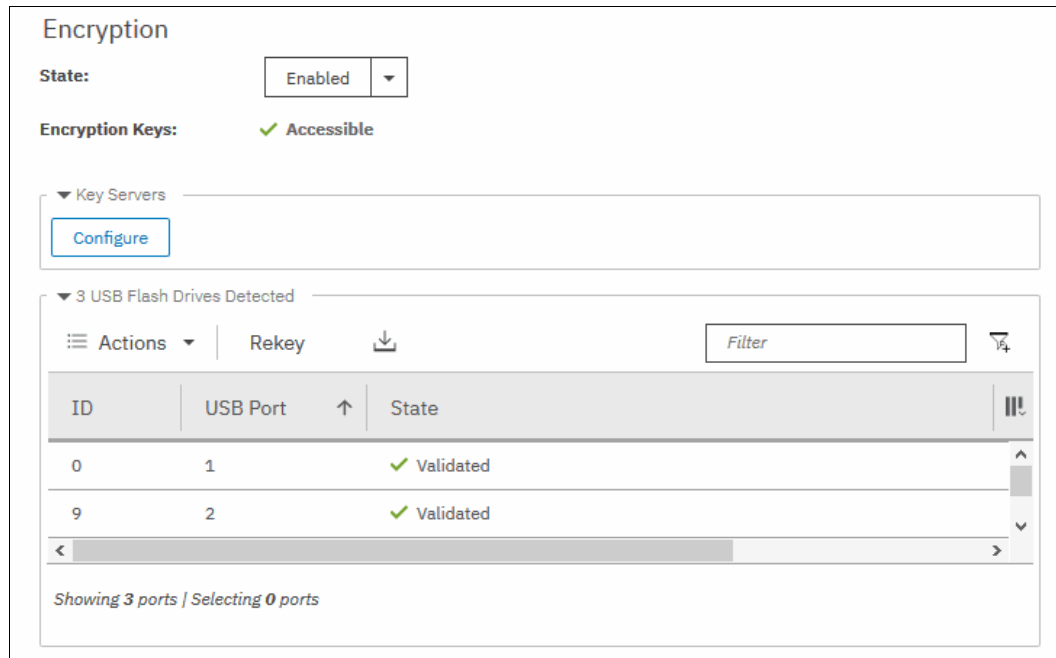 Encryption
State: Enabled
Encryption Keys: Accessible
Key Servers
Configure
3 USB Flash Drives Detected
Actions Rekey Filter
ID USB Port State
0 1 Validated
9 2 Validated
Showing 3 ports | Selecting 0 ports